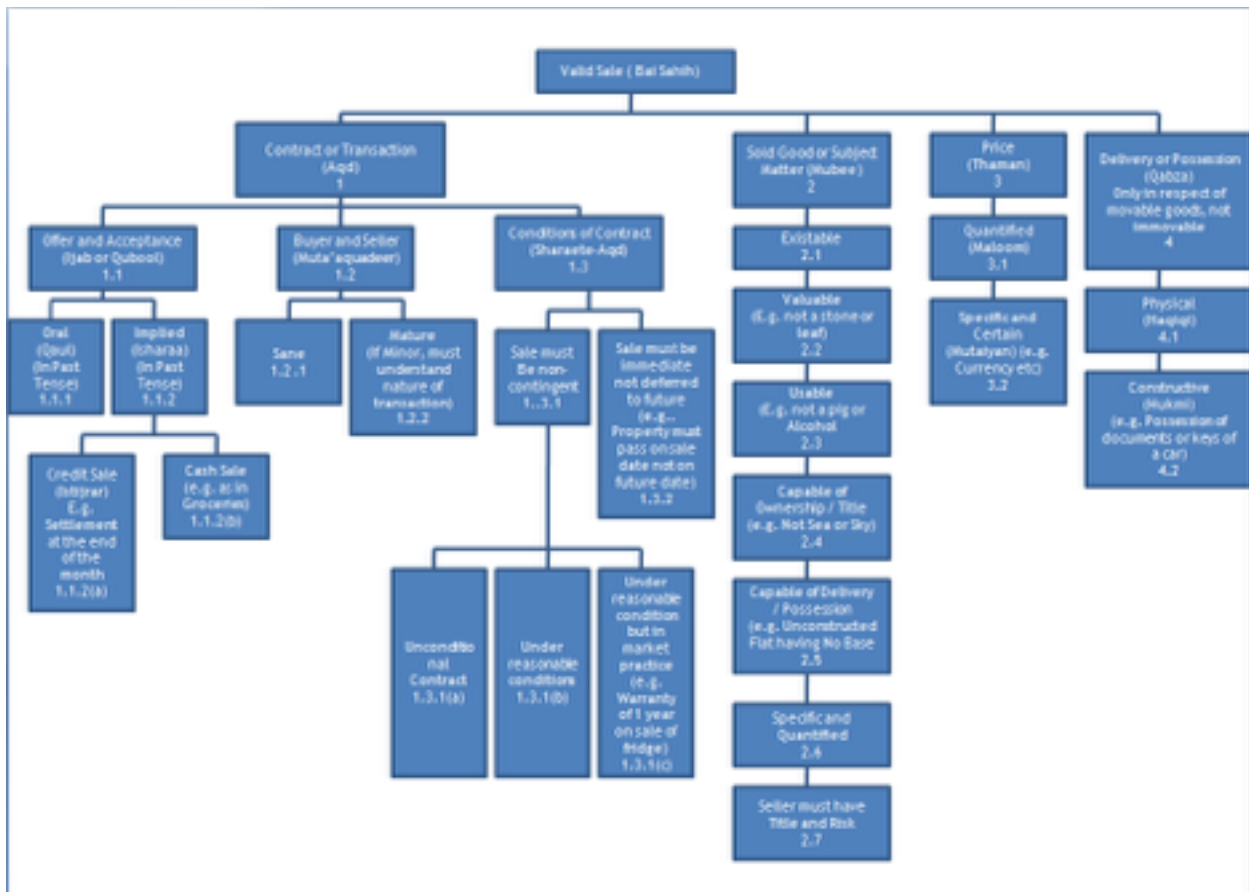 Valid Sale ( Bai Sahih)
Contract or Transaction
(Aqd)
1
Sold Good or Subject
Matter (Mubee )
2
Price
(Thaman)
3
Delivery or Possession
(Qabza)
Only in respect of
movable goods, not
immovable
4
Offer and Acceptance
(Ijab or Qubool)
1.1
Buyer and Seller
(Muta'aquadeer)
1.2
Conditions of Contract
(Sharaete-Aqd)
1.3
Oral
(Qaul)
(In Past
Tense)
1.1.1
Implied
(Isharaa)
(In Past
Tense)
1.1.2
Sane
1.2 .1
Mature
(If Minor, must
understand
nature of
transaction)
1.2.2
Sale must
Be non-
contingent
1..3.1
Sale must be
immediate
not deferred
to future
(e.g..
Property must
pass on sale
date not on
future date)
1.3.2
Credit Sale
(Istijrar)
E.g.
Settlement
at the end
of the
month
1.1.2(a)
Cash Sale
(e.g. as in
Groceries)
1.1.2(b)
Unconditio
nal
Contract
1.3.1(a)
Under
reasonable
conditions
1.3.1(b)
Under
reasonable
condition
but in
market
practice
(e.g.
Warranty
of 1 year
on sale of
fridge)
1.3.1(c)
Existable
2.1
Valuable
(E.g. not a stone or
leaf)
2.2
Usable
(E.g. not a pig or
Alcohol
2.3
Capable of
Ownership / Title
(e.g. Not Sea or Sky)
2.4
Capable of Delivery
/ Possession
(e.g. Unconstructed
Flat having No Base
2.5
Specific and
Quantified
2.6
Seller must have
Title and Risk
2.7
Quantified
(Maloom)
3.1
Specific and
Certain
(Mutaiyan) (e.g.
Currency etc)
3.2
Physical
(Haqiqi)
4.1
Constructive
(Hukmi)
(e.g. Possession of
documents or keys of
a car)
4.2